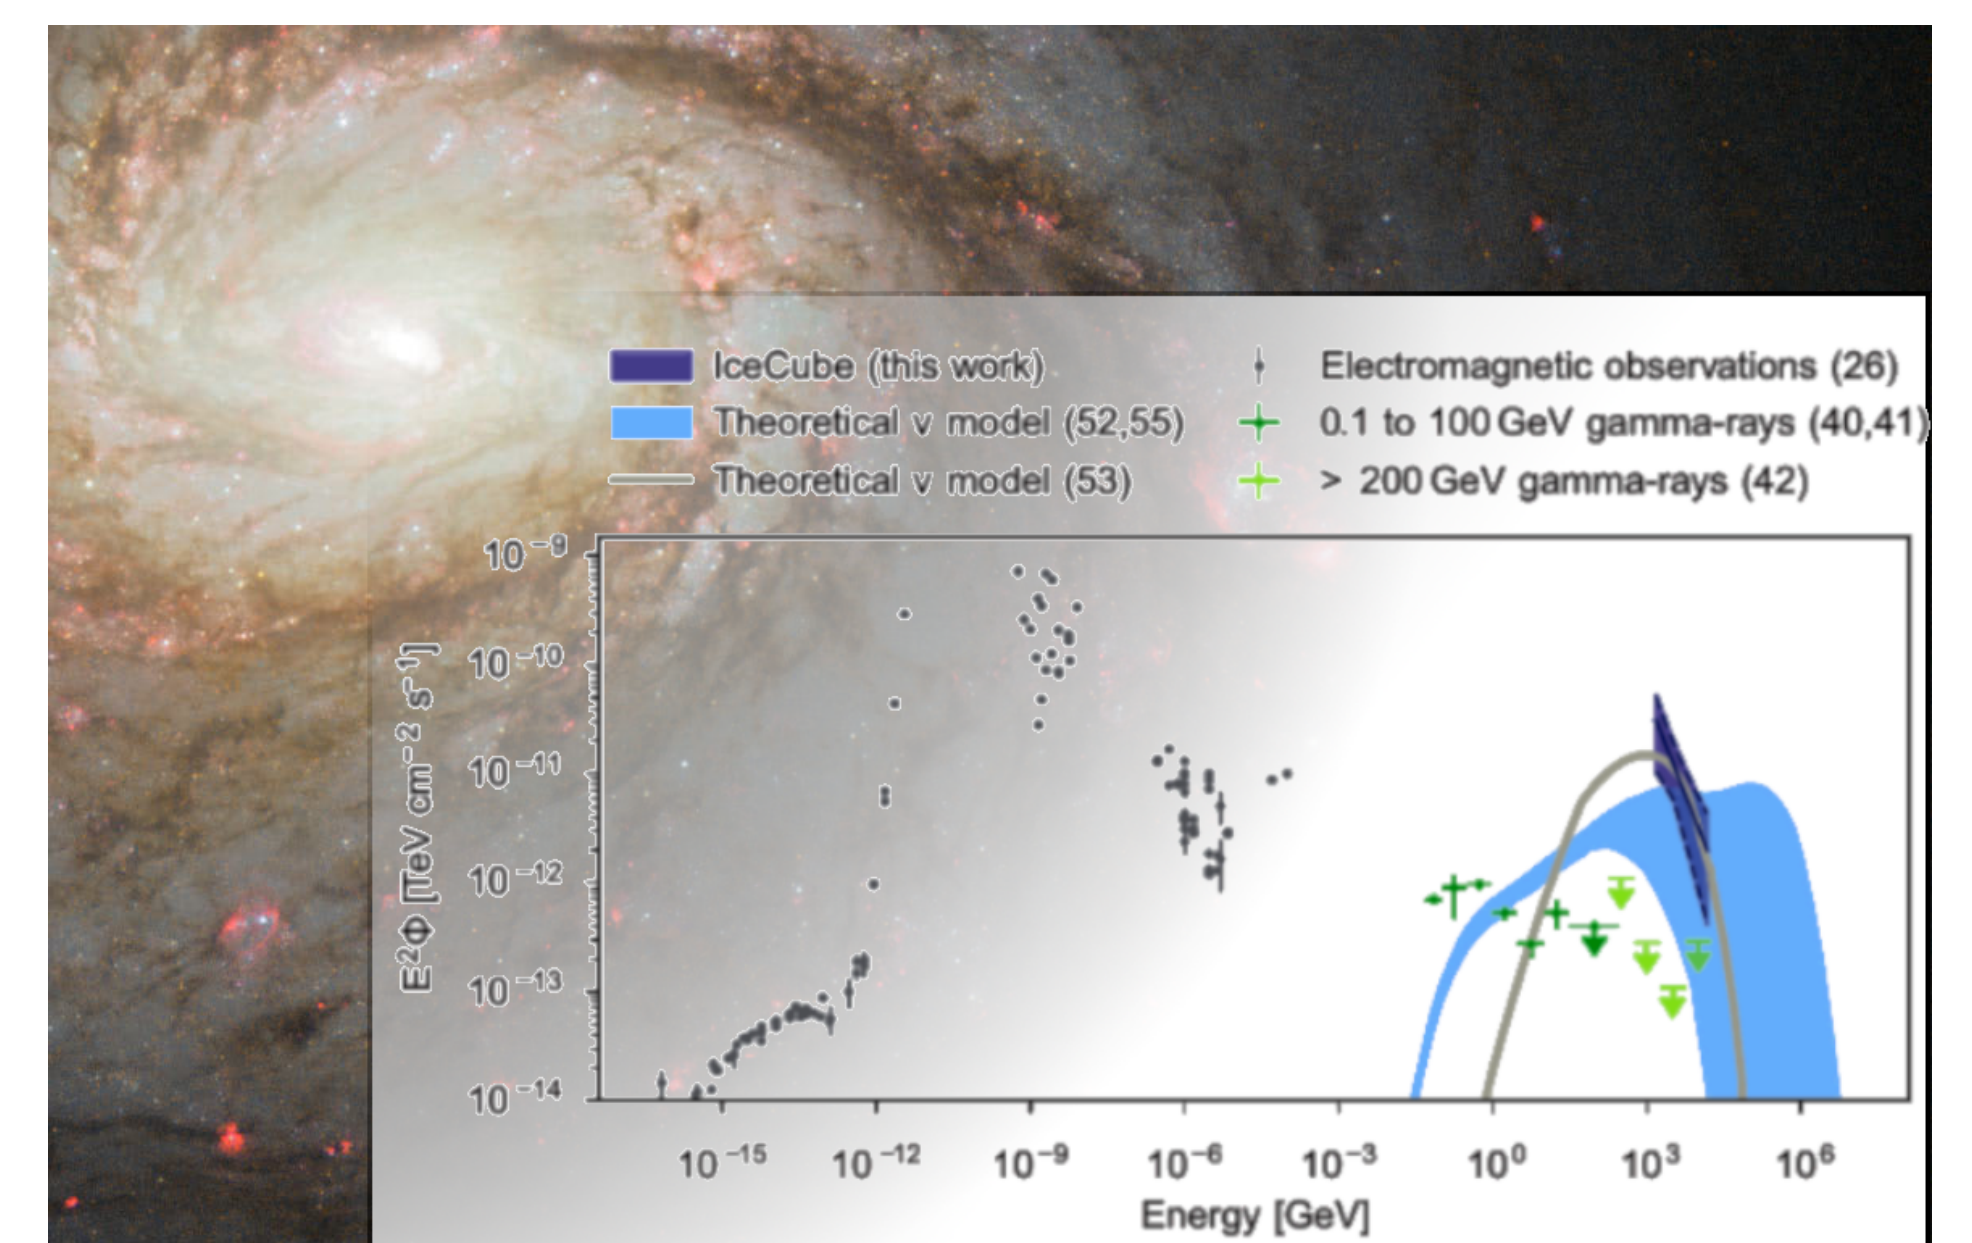 IceCube (this work)
Theoretical ν model (52,55)
Theoretical ν model (53)
Electromagnetic observations (26)
0.1 to 100 GeV gamma-rays (40,41)
> 200 GeV gamma-rays (42)
10⁻⁹
10⁻¹⁰
10⁻¹¹
10⁻¹²
10⁻¹³
10⁻¹⁴
E²Φ [TeV cm⁻² s⁻¹]
10⁻¹⁵ 10⁻¹² 10⁻⁹ 10⁻⁶ 10⁻³ 10⁰ 10³ 10⁶
Energy [GeV]